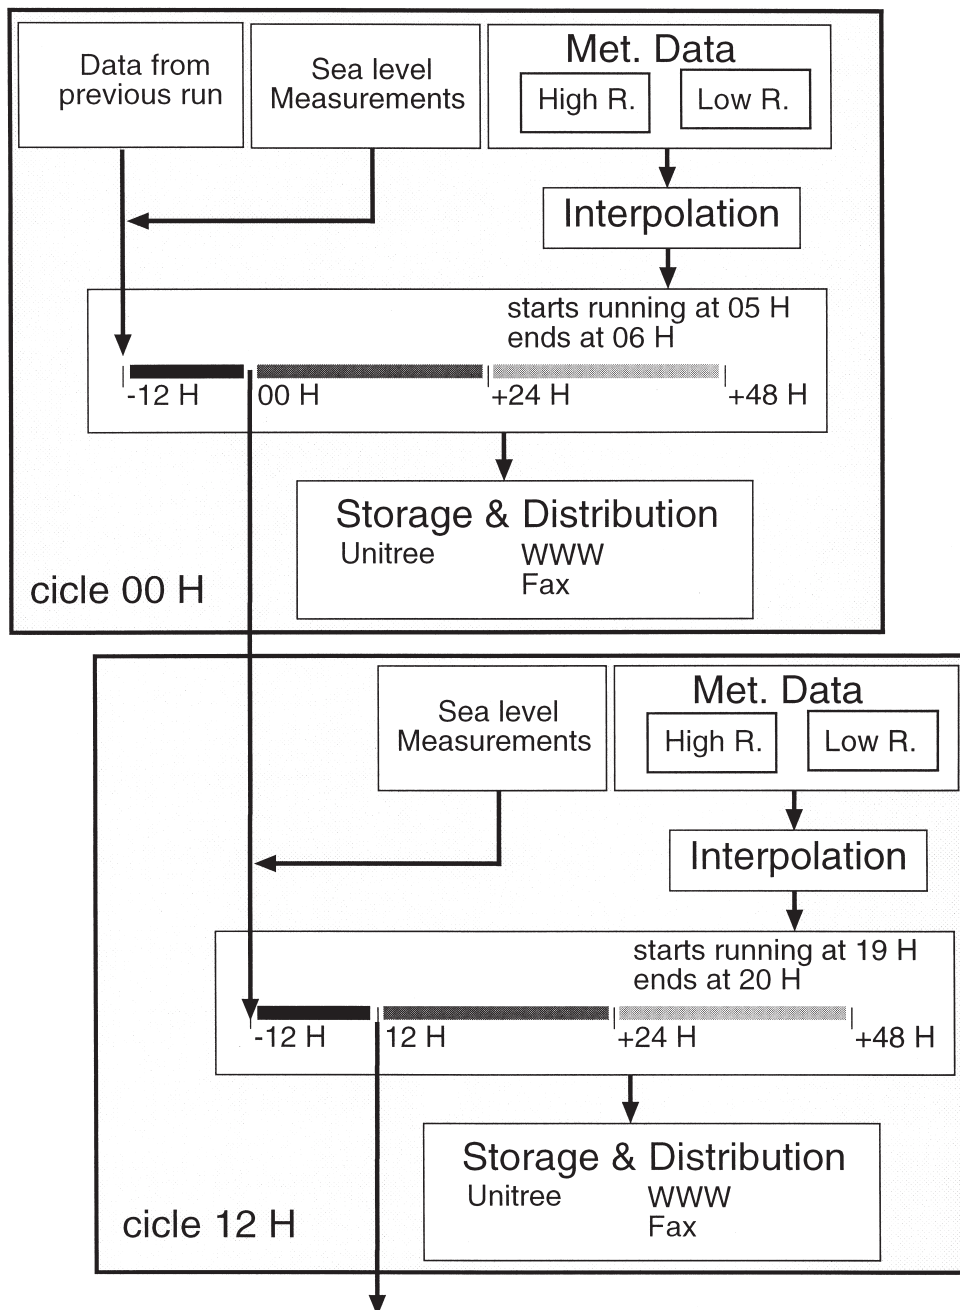 Data from
previous run
Sea level
Measurements
Met. Data
High R.
Low R.
Interpolation
starts running at 05 H
ends at 06 H
-12 H
00 H
+24 H
+48 H
Storage & Distribution
Unitree
WWW
Fax
cicle 00 H
Sea level
Measurements
Met. Data
High R.
Low R.
Interpolation
starts running at 19 H
ends at 20 H
-12 H
12 H
+24 H
+48 H
Storage & Distribution
Unitree
WWW
Fax
cicle 12 H